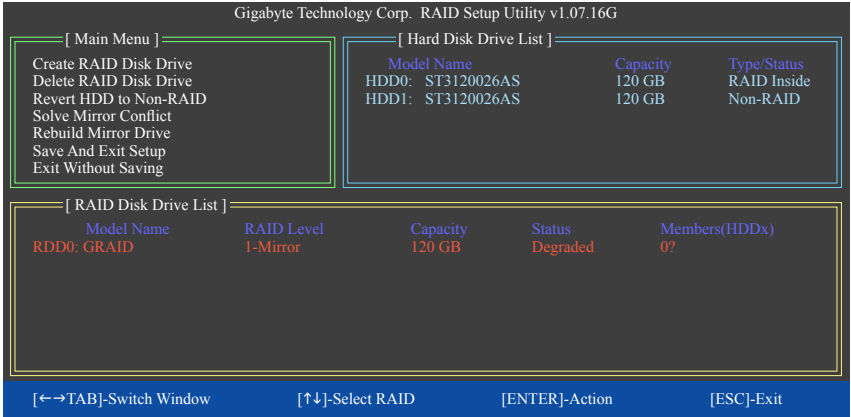 Gigabyte Technology Corp. RAID Setup Utility v1.07.16G
[ Main Menu ]
Create RAID Disk Drive
Delete RAID Disk Drive
Revert HDD to Non-RAID
Solve Mirror Conflict
Rebuild Mirror Drive
Save And Exit Setup
Exit Without Saving
[ Hard Disk Drive List ]
Model Name Capacity Type/Status
HDD0: ST3120026AS 120 GB RAID Inside
HDD1: ST3120026AS 120 GB Non-RAID
[ RAID Disk Drive List ]
Model Name RAID Level Capacity Status Members(HDDx)
RDD0: GRAID 1-Mirror 120 GB Degraded 0?
[←→TAB]-Switch Window [↑↓]-Select RAID [ENTER]-Action [ESC]-Exit